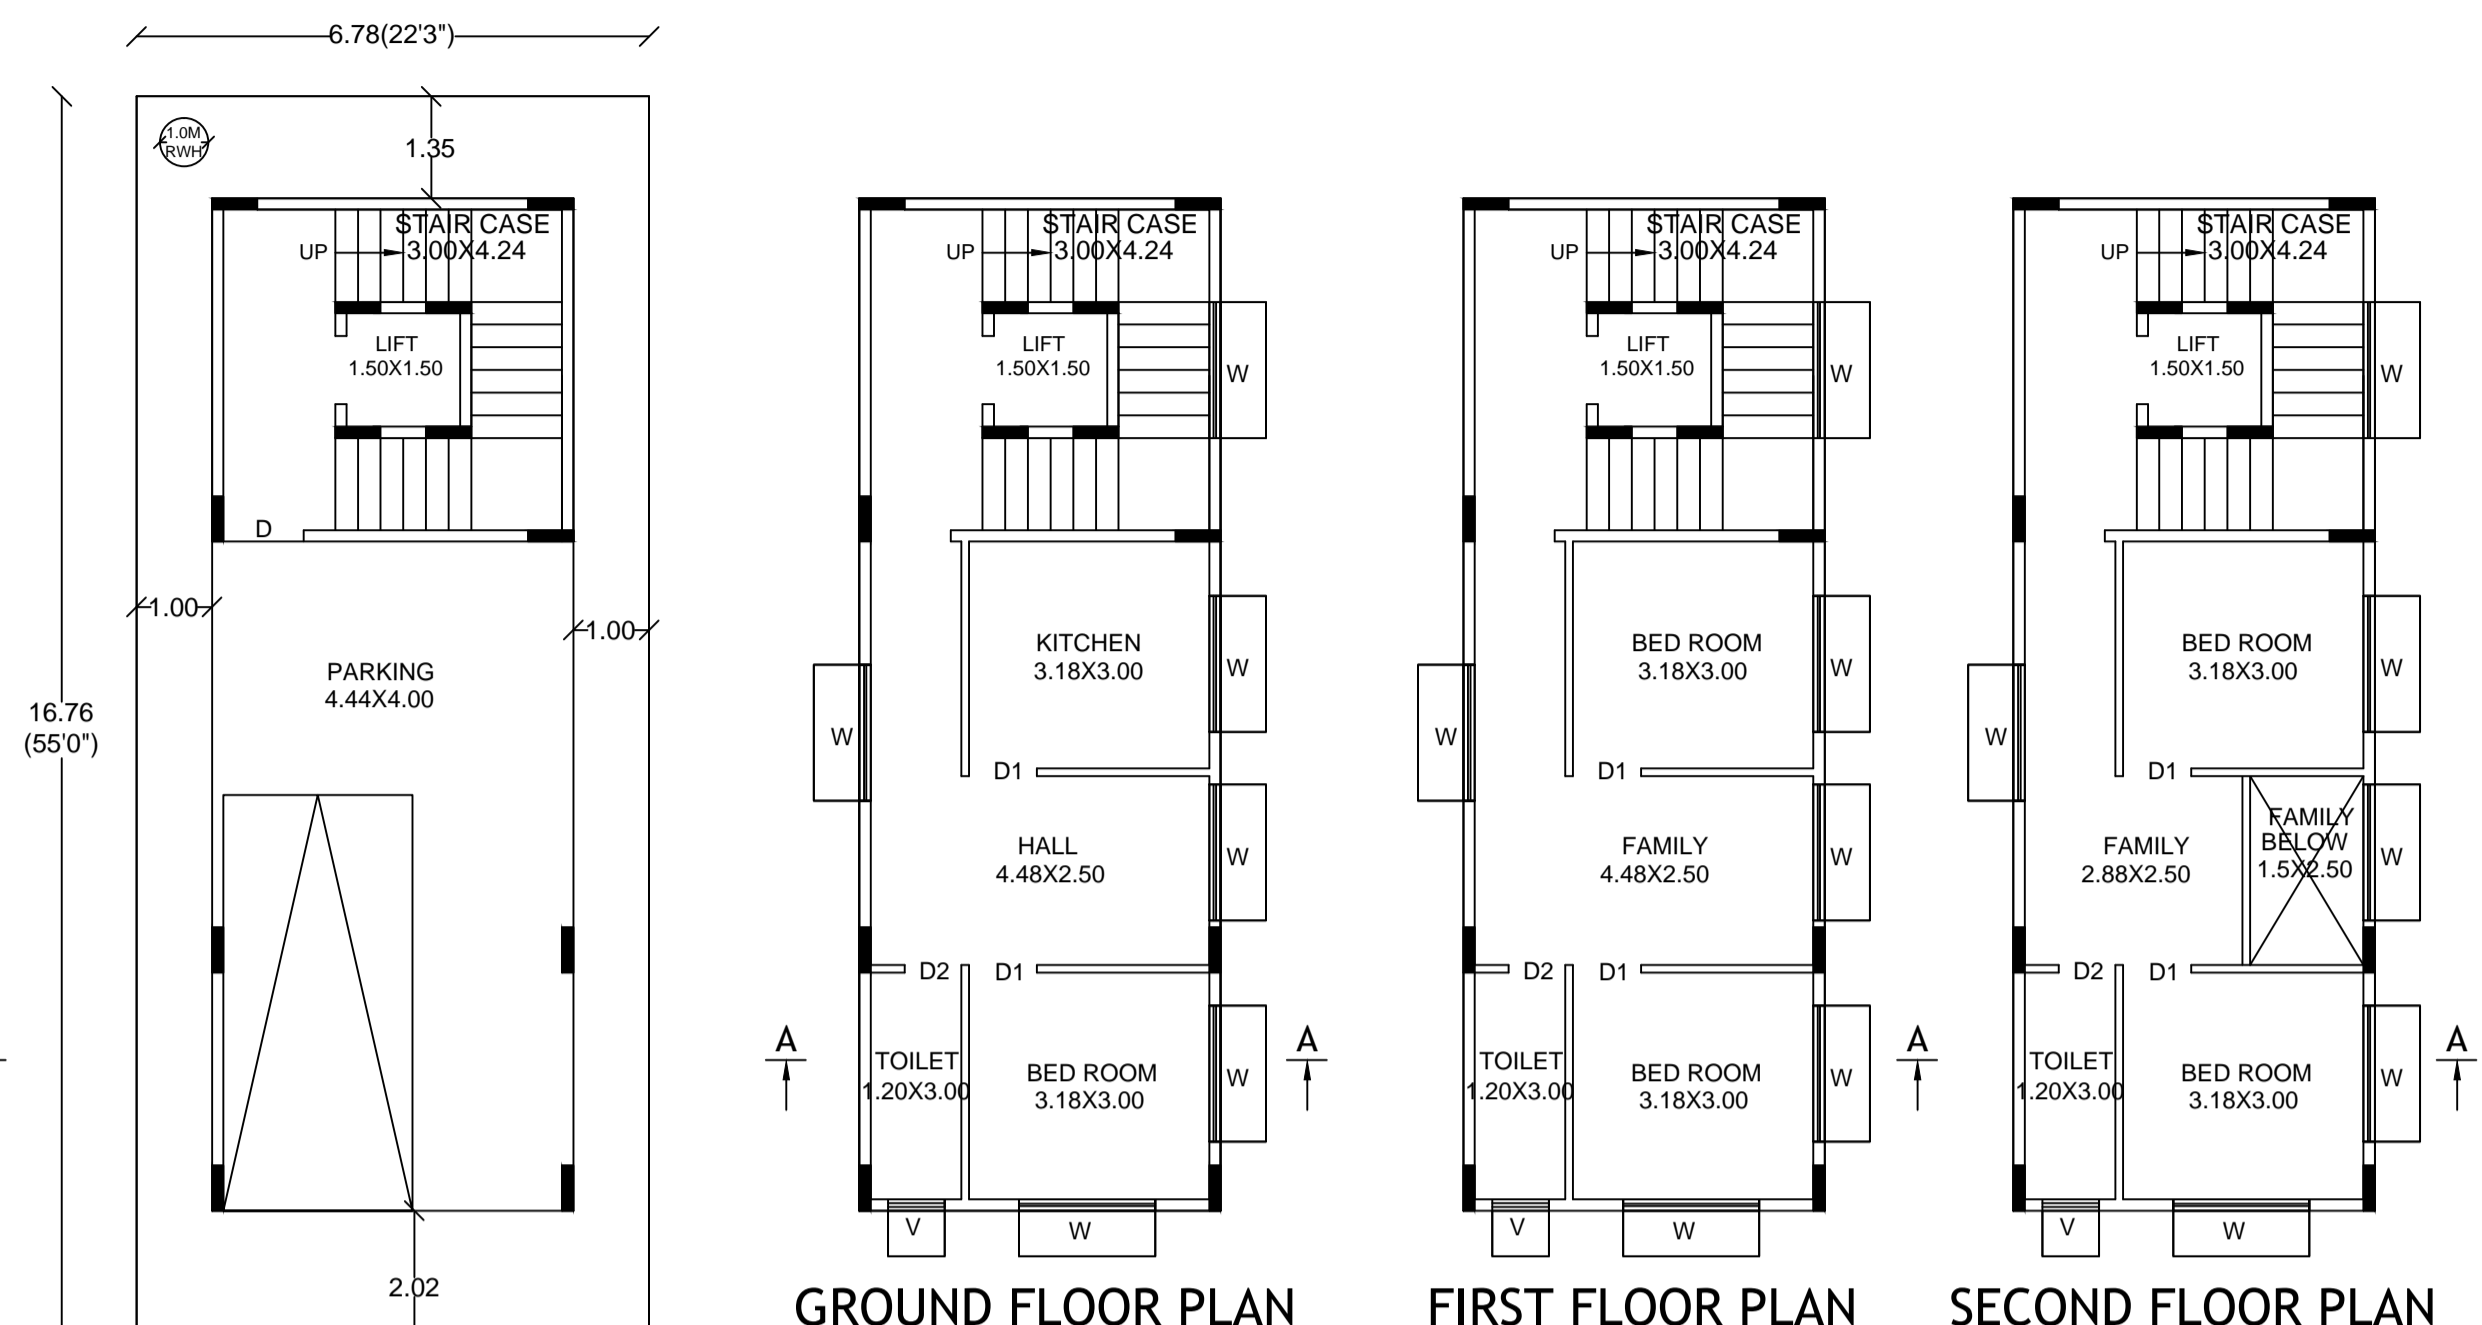 6.78(22'3")
1.0M
RWH
1.35
STAIR CASE
3.00X4.24
UP
LIFT
1.50X1.50
D
1.00
1.00
PARKING
4.44X4.00
16.76
(55'0")
2.02
STAIR CASE
3.00X4.24
UP
LIFT
1.50X1.50
W
KITCHEN
3.18X3.00
W
W
D1
HALL
4.48X2.50
W
D2
D1
A
A
TOILET
1.20X3.00
BED ROOM
3.18X3.00
W
V
W
GROUND FLOOR PLAN
STAIR CASE
3.00X4.24
UP
LIFT
1.50X1.50
W
BED ROOM
3.18X3.00
W
W
D1
FAMILY
4.48X2.50
W
D2
D1
A
TOILET
1.20X3.00
BED ROOM
3.18X3.00
W
V
W
FIRST FLOOR PLAN
STAIR CASE
3.00X4.24
UP
LIFT
1.50X1.50
W
BED ROOM
3.18X3.00
W
W
D1
FAMILY
2.88X2.50
FAMILY
BELOW
1.5X2.50
W
D2
D1
A
TOILET
1.20X3.00
BED ROOM
3.18X3.00
W
V
W
SECOND FLOOR PLAN